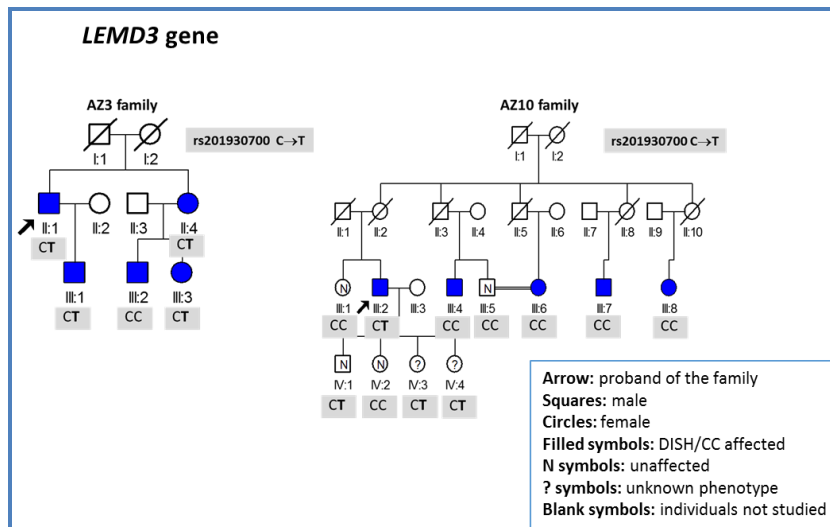 LEMD3 gene
AZ3 family
rs201930700 C→T
I:1 I:2
II:1 II:2 II:3 II:4
CT CT
III:1 III:2 III:3
CT CC CT
AZ10 family
rs201930700 C→T
I:1 I:2
II:1 II:2 II:3 II:4 II:5 II:6 II:7 II:8 II:9 II:10
N N
III:1 III:2 III:3 III:4 III:5 III:6 III:7 III:8
CC CT CC CC CC CC CC
N N ? ?
IV:1 IV:2 IV:3 IV:4
CT CC CT CT
Arrow: proband of the family
Squares: male
Circles: female
Filled symbols: DISH/CC affected
N symbols: unaffected
? symbols: unknown phenotype
Blank symbols: individuals not studied